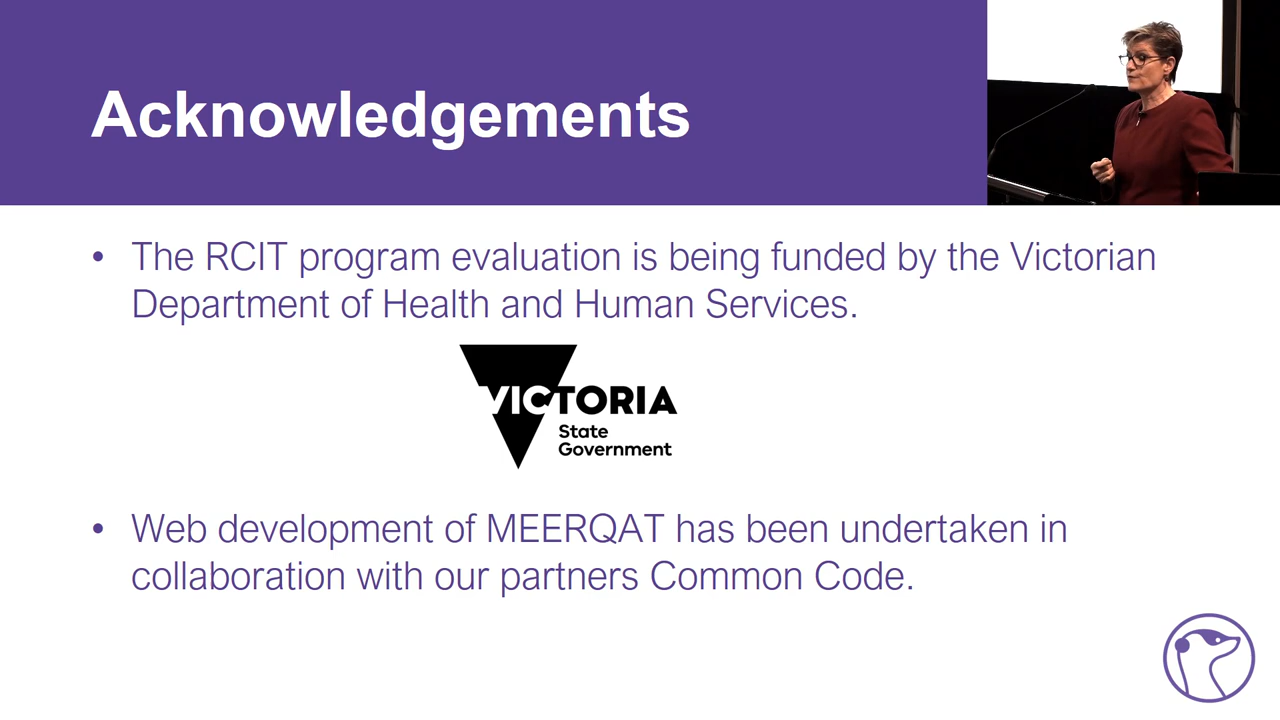 Acknowledgements
• The RCIT program evaluation is being funded by the Victorian
Department of Health and Human Services.
VICTORIA
State
Government
• Web development of MEERQAT has been undertaken in
collaboration with our partners Common Code.